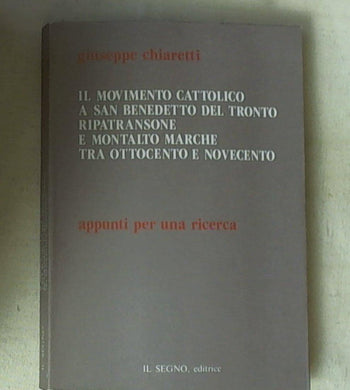 giuseppe chiaretti
IL MOVIMENTO CATTOLICO
A SAN BENEDETTO DEL TRONTO
RIPATRANSONE
E MONTALTO MARCHE
TRA OTTOCENTO E NOVECENTO
appunti per una ricerca
IL SEGNO, editrice